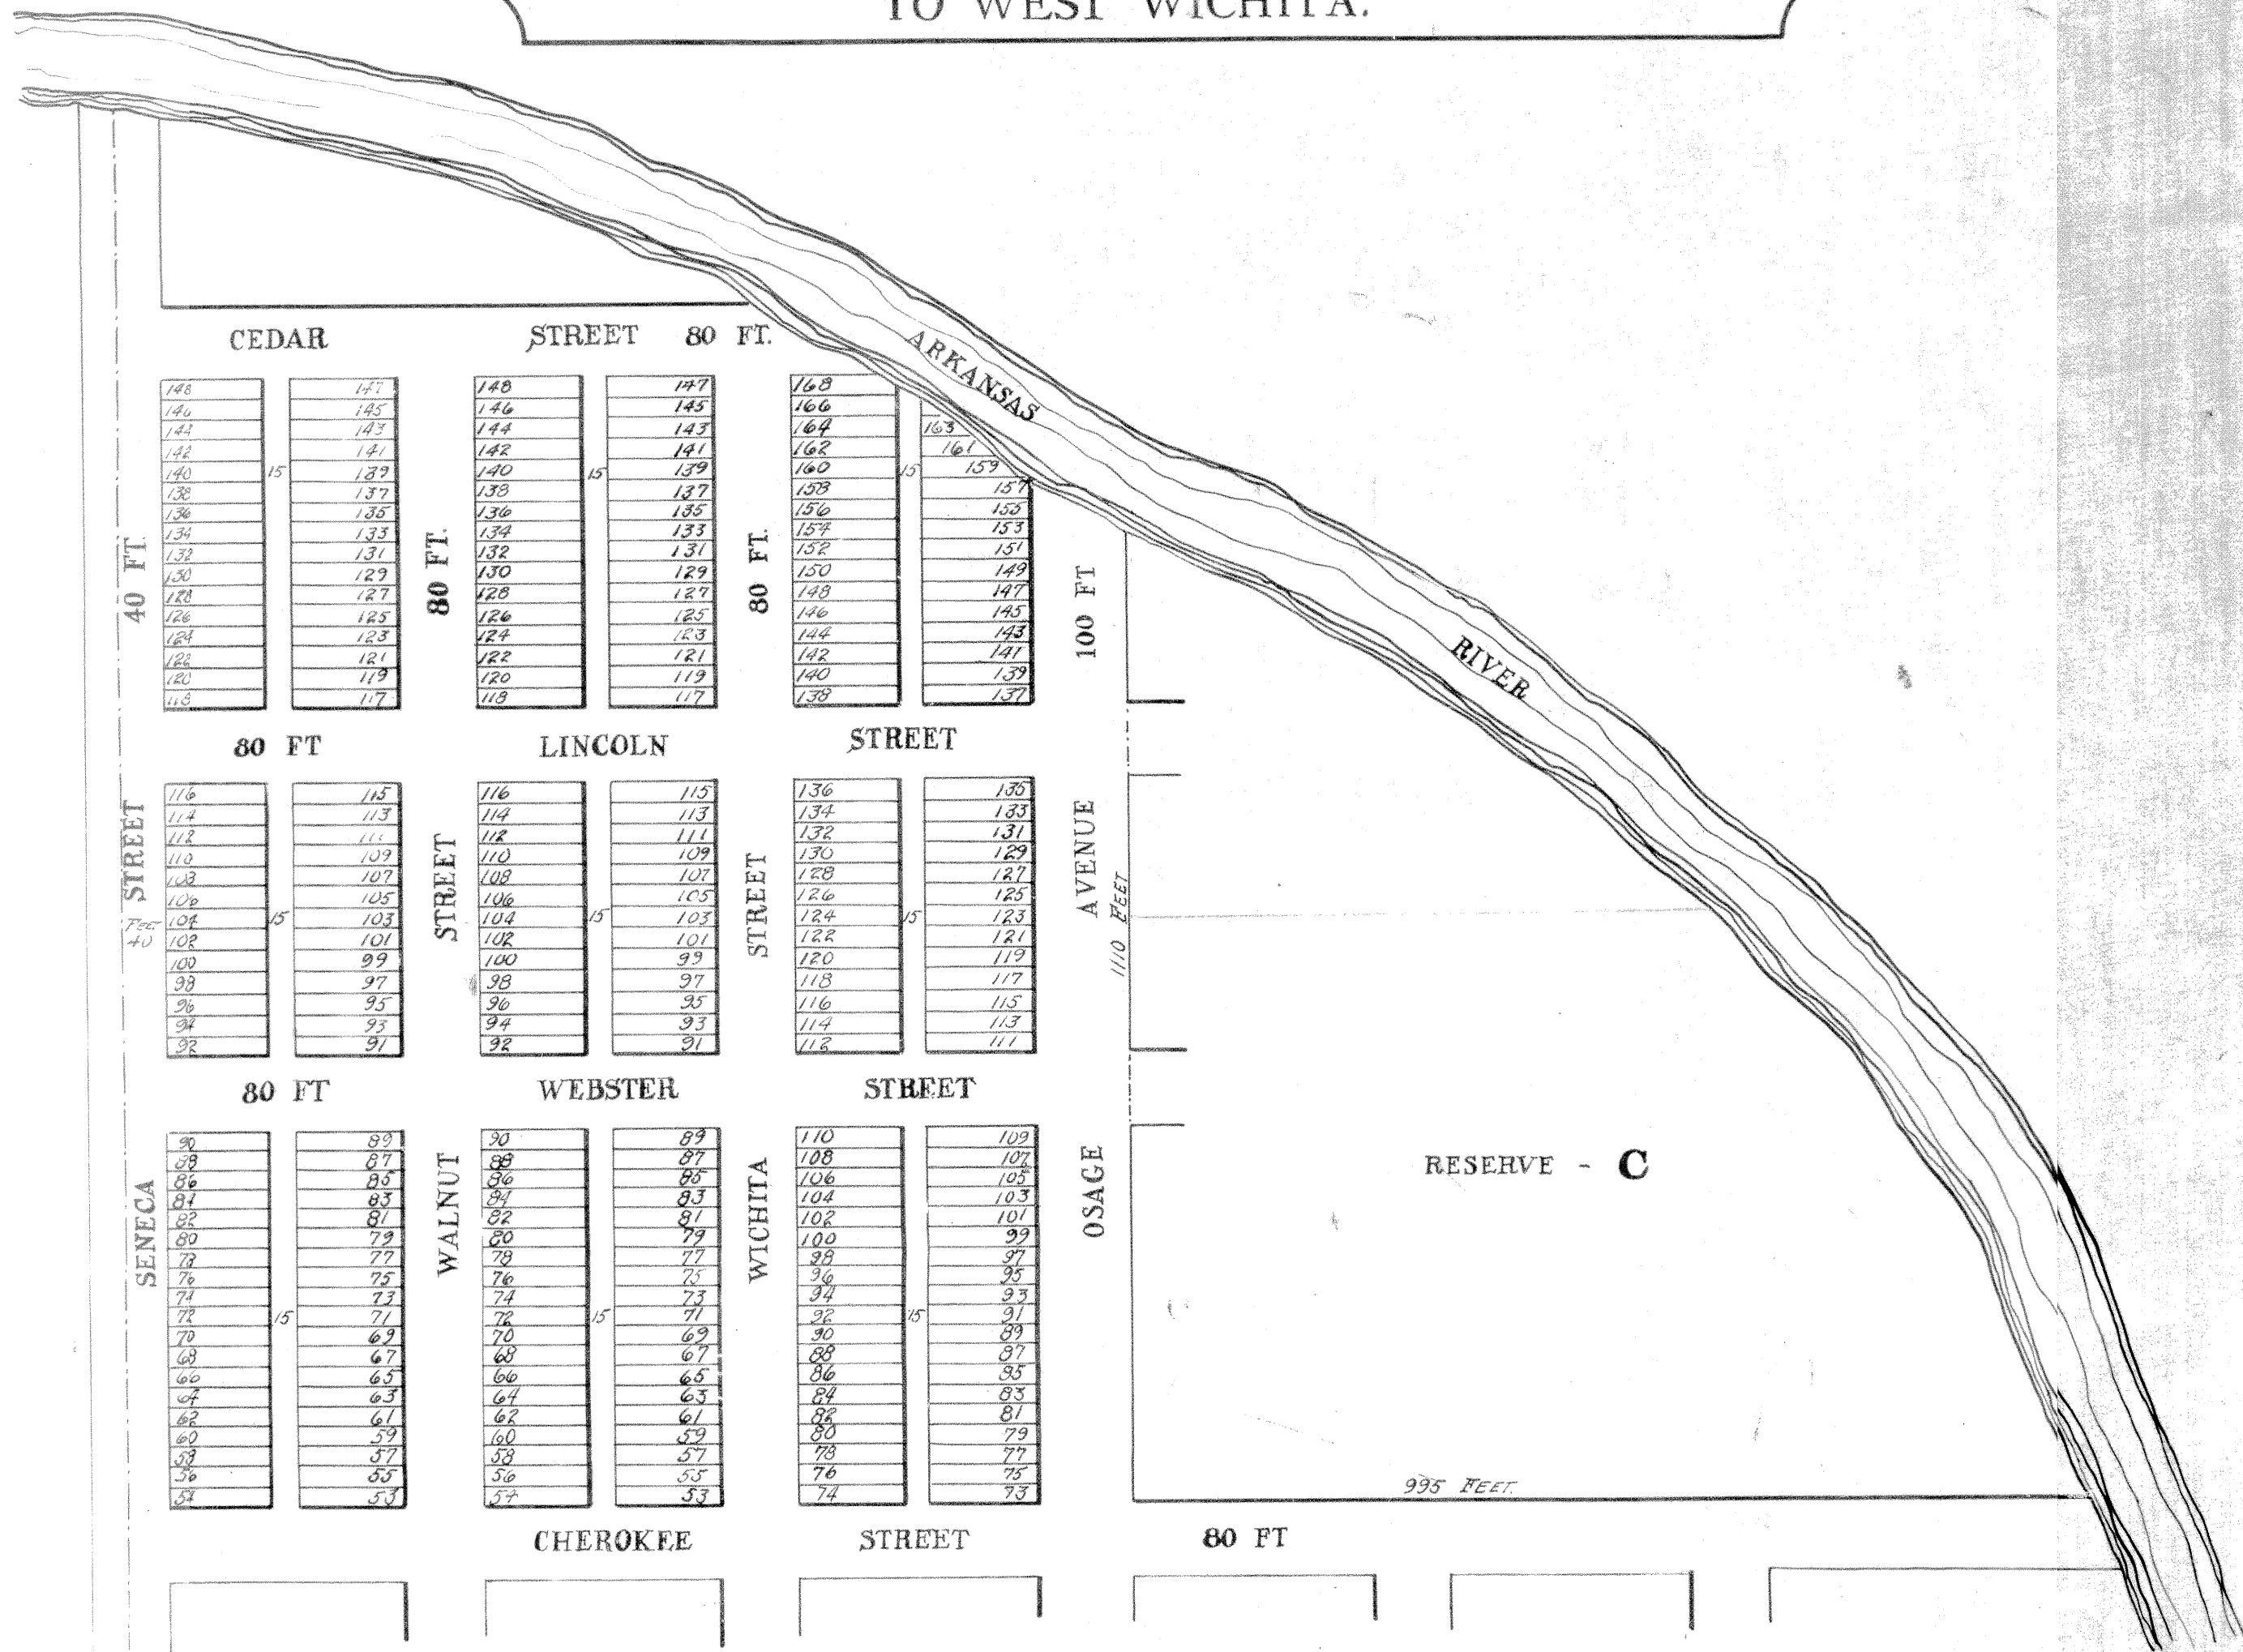 TO WEST WICHITA.
ARKANSAS
RIVER
CEDAR STREET 80 FT.
148 147 148 147 168
146 145 146 145 166
144 143 144 143 164 163
142 141 142 141 162 161
140 15 139 140 15 139 160 15 159
138 137 138 137 158 157
136 135 136 135 156 155
134 133 134 133 154 153
132 131 132 131 152 151
130 129 130 129 150 149
128 127 128 127 148 147
126 125 126 125 146 145
124 123 124 123 144 143
122 121 122 121 142 141
120 119 120 119 140 139
118 117 118 117 138 137
40 FT.
80 FT.
80 FT.
100 FT
80 FT LINCOLN STREET
116 115 116 115 136 135
114 113 114 113 134 133
112 111 112 111 132 131
110 109 110 109 130 129
108 107 108 107 128 127
106 105 106 105 126 125
104 15 103 104 15 103 124 15 123
102 101 102 101 122 121
100 99 100 99 120 119
98 97 98 97 118 117
96 95 96 95 116 115
94 93 94 93 114 113
92 91 92 91 112 111
STREET
FEET
40
STREET
STREET
AVENUE
1110 FEET
80 FT WEBSTER STREET
90 89 90 89 110 109
88 87 88 87 108 107
86 85 86 85 106 105
84 83 84 83 104 103
82 81 82 81 102 101
80 79 80 79 100 99
78 77 78 77 98 97
76 75 76 75 96 95
74 73 74 73 94 93
72 15 71 72 15 71 92 15 91
70 69 70 69 90 89
68 67 68 67 88 87
66 65 66 65 86 85
64 63 64 63 84 83
62 61 62 61 82 81
60 59 60 59 80 79
58 57 58 57 78 77
56 55 56 55 76 75
54 53 54 53 74 73
SENECA
WALNUT
WICHITA
OSAGE
RESERVE - C
995 FEET.
CHEROKEE STREET 80 FT